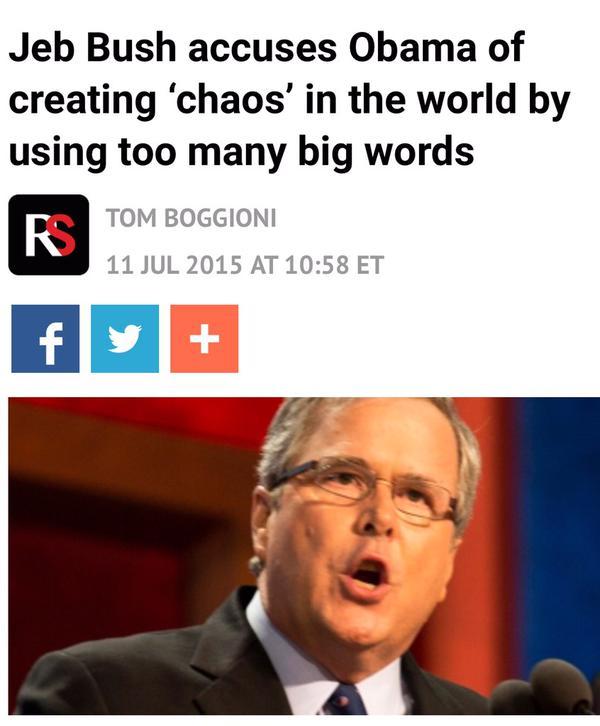 Jeb Bush accuses Obama of
creating ‘chaos’ in the world by
using too many big words
RS
TOM BOGGIONI
11 JUL 2015 AT 10:58 ET
f
+